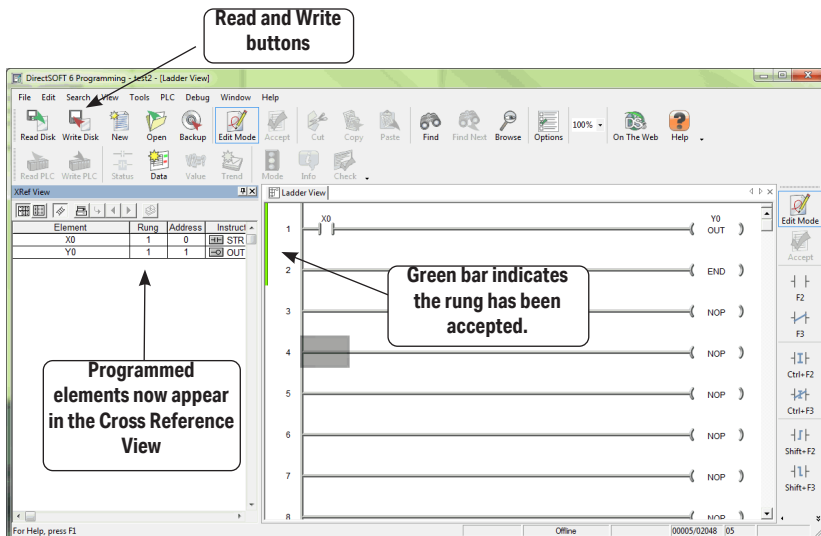 Read and Write
buttons
DirectSOFT 6 Programming - test2 - [Ladder View]
File Edit Search View Tools PLC Debug Window Help
Read Disk Write Disk New Open Backup Edit Mode Accept Cut Copy Paste Find Find Next Browse Options 100% On The Web Help
Read PLC Write PLC Status Data Value Trend Mode Info Check
XRef View
Ladder View
Element Rung Address Instruct
X0 1 0 STR
Y0 1 1 OUT
1 X0 Y0
OUT
2 END
3 NOP
4 NOP
5 NOP
6 NOP
7 NOP
8 NOP
Green bar indicates
the rung has been
accepted.
Programmed
elements now appear
in the Cross Reference
View
Edit Mode
Accept
F2
F3
Ctrl+F2
Ctrl+F3
Shift+F2
Shift+F3
For Help, press F1 Offline 00005/02048 05